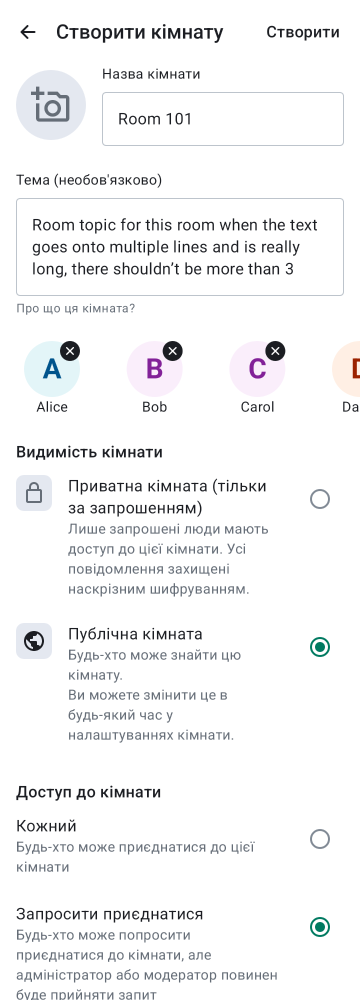 Створити кімнату
Створити
Назва кімнати
Room 101
Тема (необов'язково)
Room topic for this room when the text
goes onto multiple lines and is really
long, there shouldn’t be more than 3
Про що ця кімната?
A
B
C
D
Alice
Bob
Carol
Da
Видимість кімнати
Приватна кімната (тільки
за запрошенням)
Лише запрошені люди мають
доступ до цієї кімнати. Усі
повідомлення захищені
наскрізним шифруванням.
Публічна кімната
Будь-хто може знайти цю
кімнату.
Ви можете змінити це в
будь-який час у
налаштуваннях кімнати.
Доступ до кімнати
Кожний
Будь-хто може приєднатися до цієї
кімнати
Запросити приєднатися
Будь-хто може попросити
приєднатися до кімнати, але
адміністратор або модератор повинен
буде прийняти запит